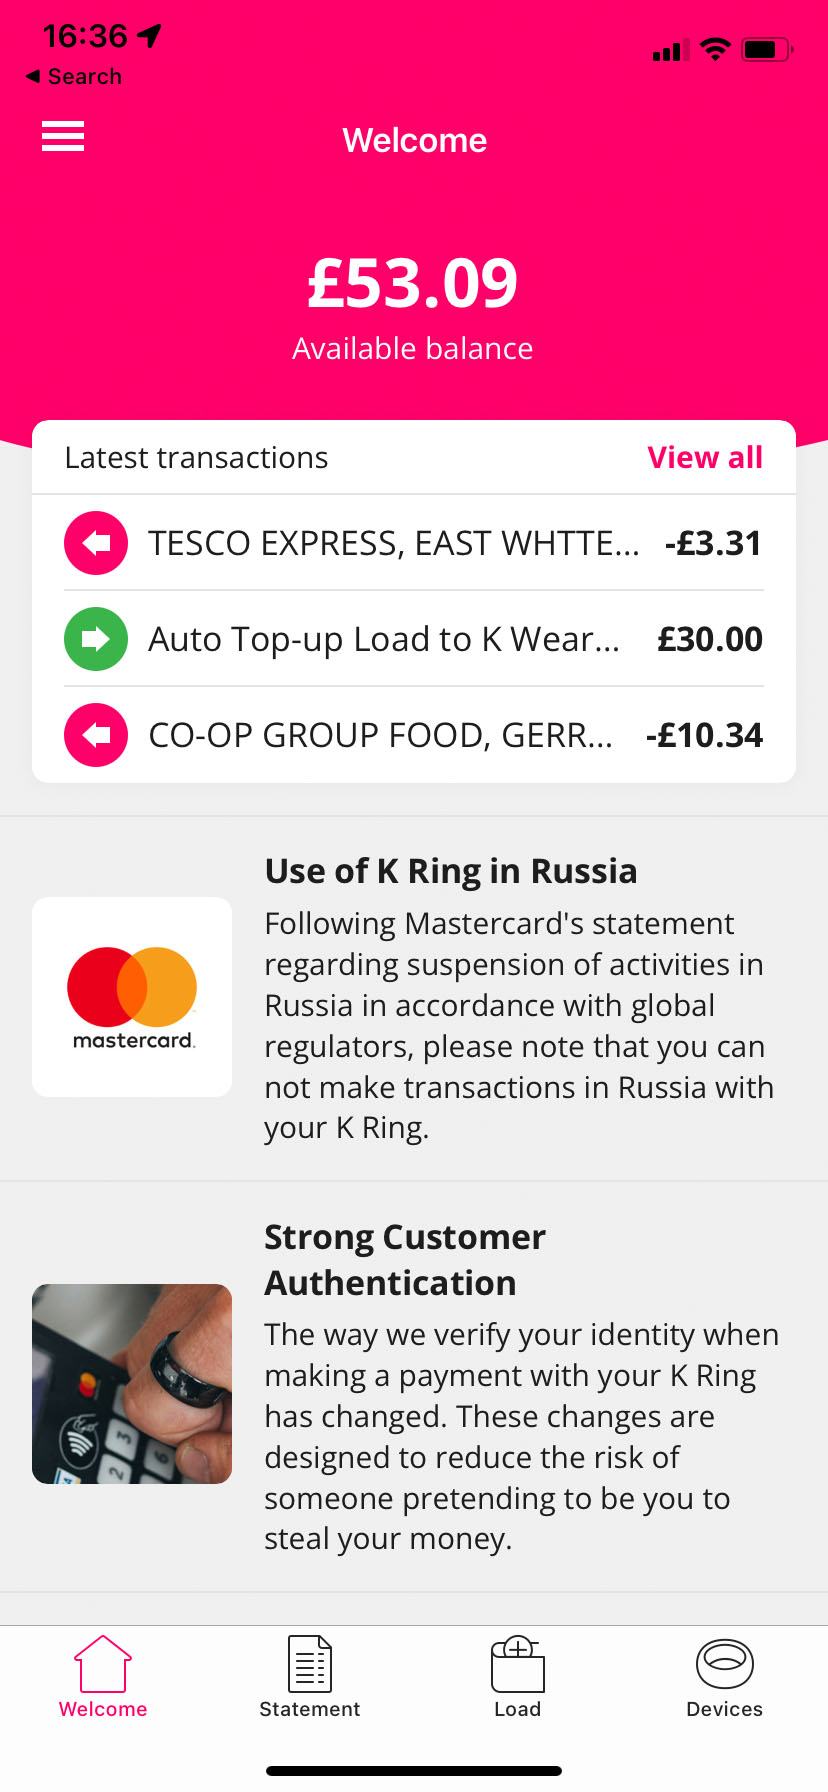 16:36
◀ Search
Welcome
£53.09
Available balance
Latest transactions View all
TESCO EXPRESS, EAST WHTTE... -£3.31
Auto Top-up Load to K Wear... £30.00
CO-OP GROUP FOOD, GERR... -£10.34
Use of K Ring in Russia
Following Mastercard's statement
regarding suspension of activities in
Russia in accordance with global
regulators, please note that you can
not make transactions in Russia with
your K Ring.
mastercard.
Strong Customer
Authentication
The way we verify your identity when
making a payment with your K Ring
has changed. These changes are
designed to reduce the risk of
someone pretending to be you to
steal your money.
3
2
6
Welcome Statement Load Devices